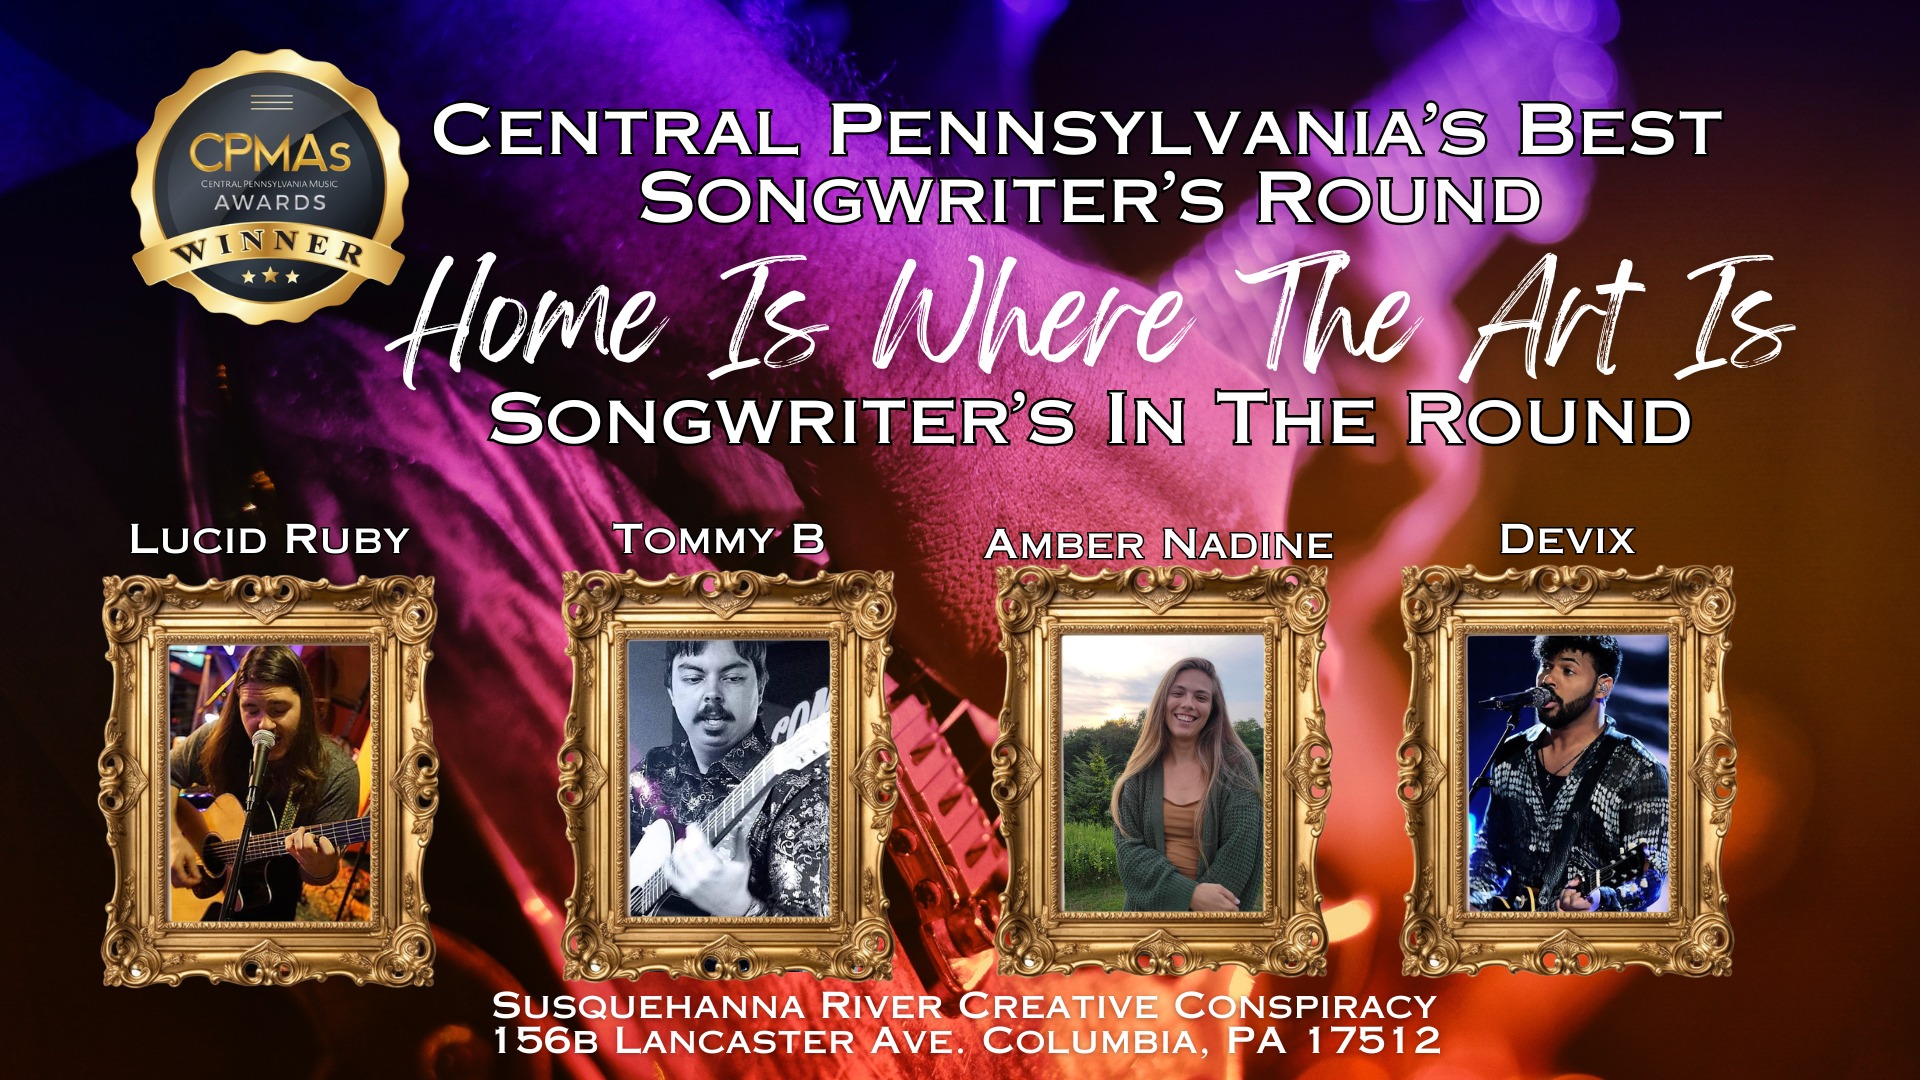 CPMAs
CENTRAL PENNSYLVANIA MUSIC
AWARDS
WINNER
Central Pennsylvania’s Best
Songwriter’s Round
Home Is Where The Art Is
Songwriter’s In The Round
Lucid Ruby
Tommy B
Amber Nadine
Devix
Susquehanna River Creative Conspiracy
156b Lancaster Ave. Columbia, PA 17512